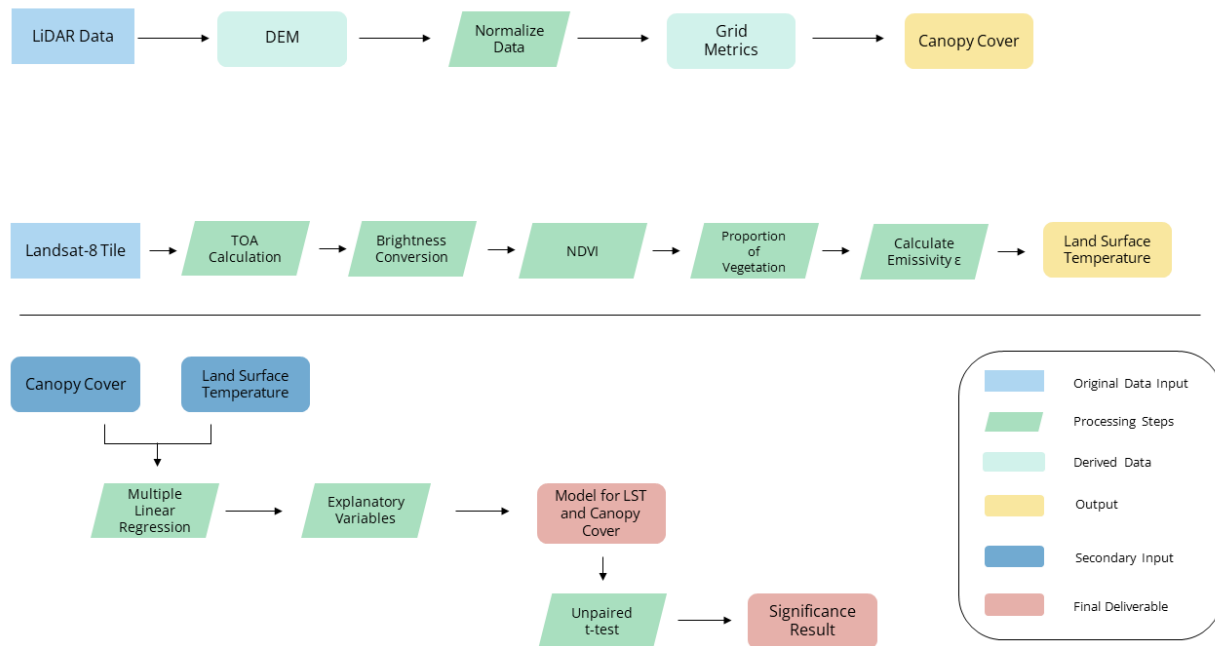 LiDAR Data
DEM
Normalize
Data
Grid
Metrics
Canopy Cover
Landsat-8 Tile
TOA
Calculation
Brightness
Conversion
NDVI
Proportion
of
Vegetation
Calculate
Emissivity ε
Land Surface
Temperature
Canopy Cover
Land Surface
Temperature
Multiple
Linear
Regression
Explanatory
Variables
Model for LST
and Canopy
Cover
Unpaired
t-test
Significance
Result
Original Data Input
Processing Steps
Derived Data
Output
Secondary Input
Final Deliverable